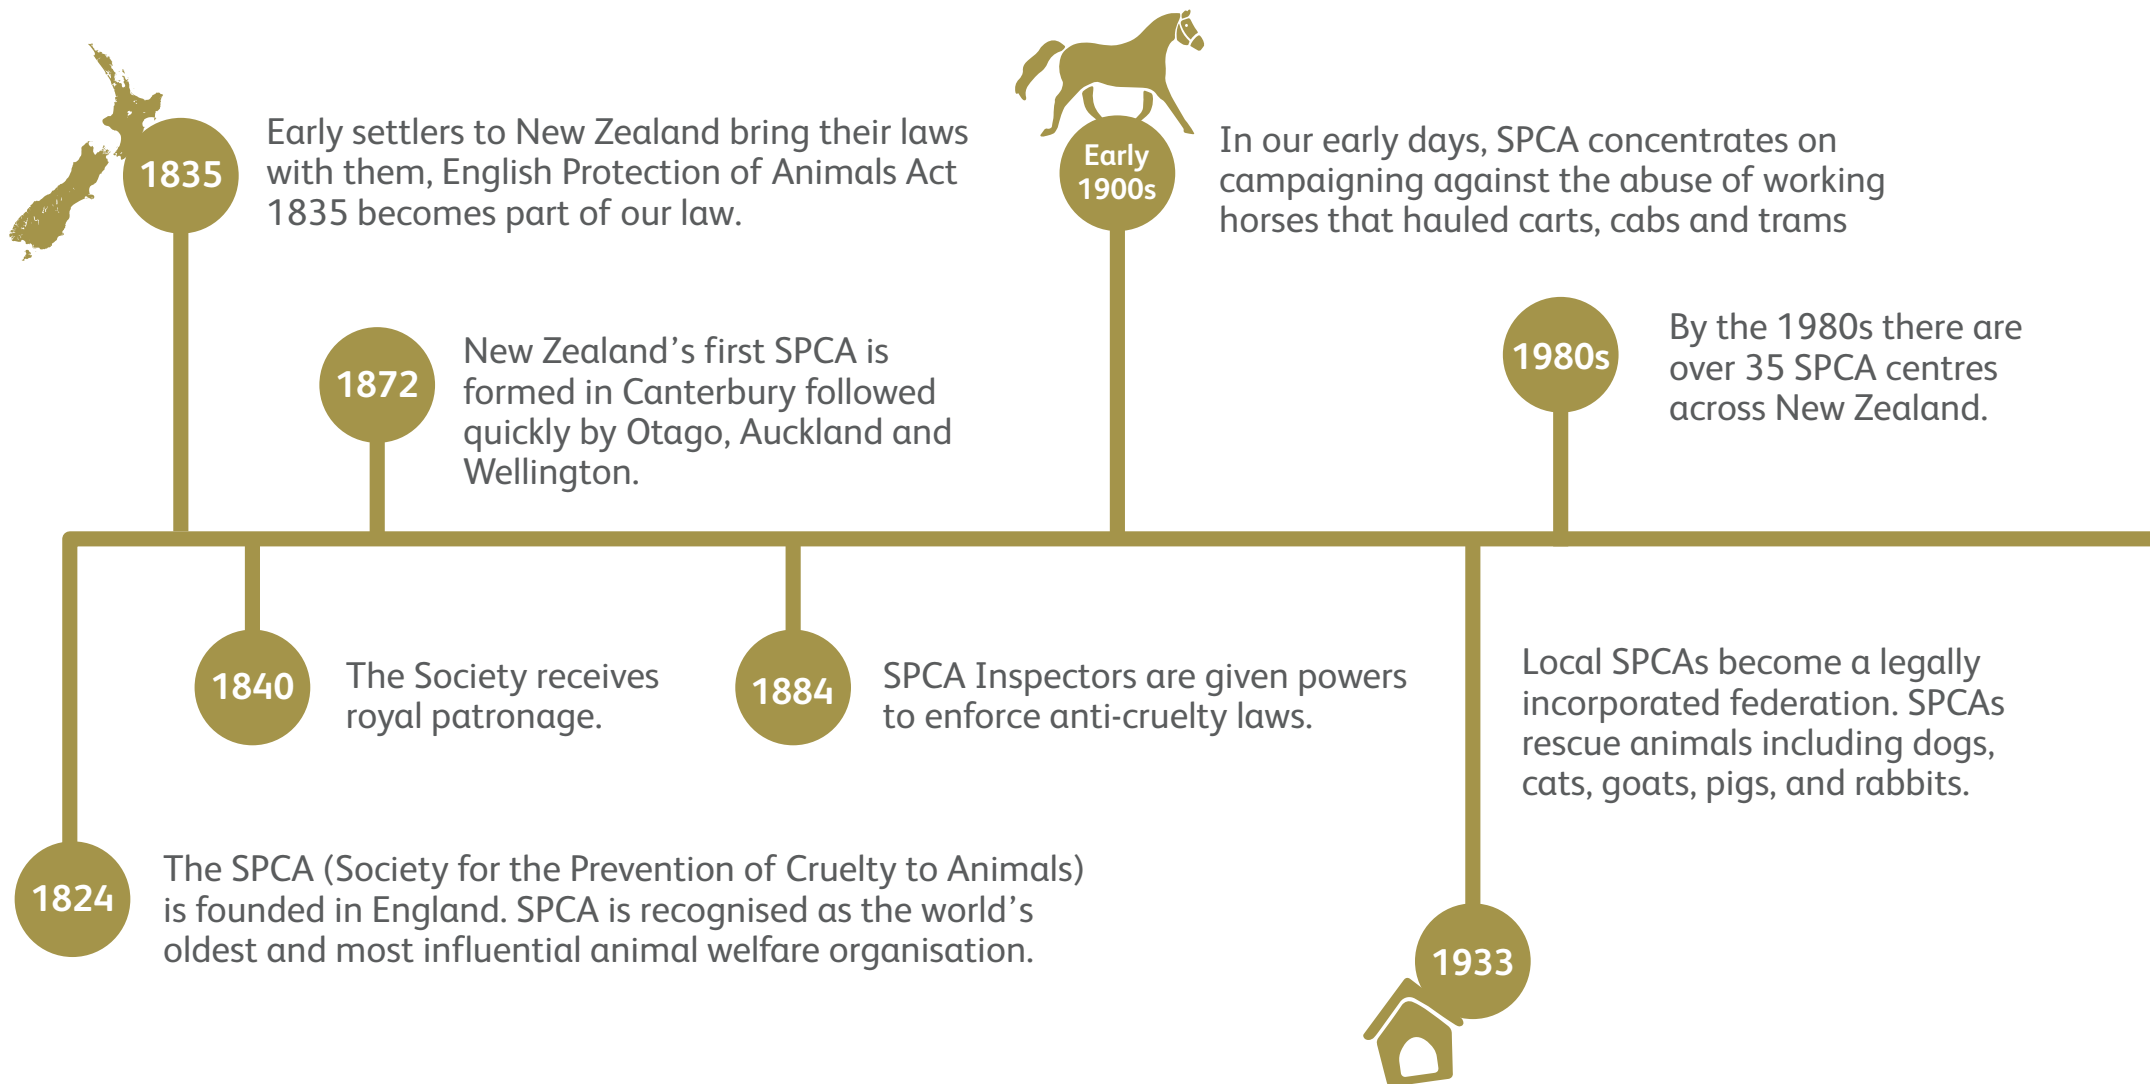 1835
Early settlers to New Zealand bring their laws
with them, English Protection of Animals Act
1835 becomes part of our law.
Early
1900s
In our early days, SPCA concentrates on
campaigning against the abuse of working
horses that hauled carts, cabs and trams
1872
New Zealand’s first SPCA is
formed in Canterbury followed
quickly by Otago, Auckland and
Wellington.
1980s
By the 1980s there are
over 35 SPCA centres
across New Zealand.
1840
The Society receives
royal patronage.
1884
SPCA Inspectors are given powers
to enforce anti-cruelty laws.
Local SPCAs become a legally
incorporated federation. SPCAs
rescue animals including dogs,
cats, goats, pigs, and rabbits.
1824
The SPCA (Society for the Prevention of Cruelty to Animals)
is founded in England. SPCA is recognised as the world’s
oldest and most influential animal welfare organisation.
1933